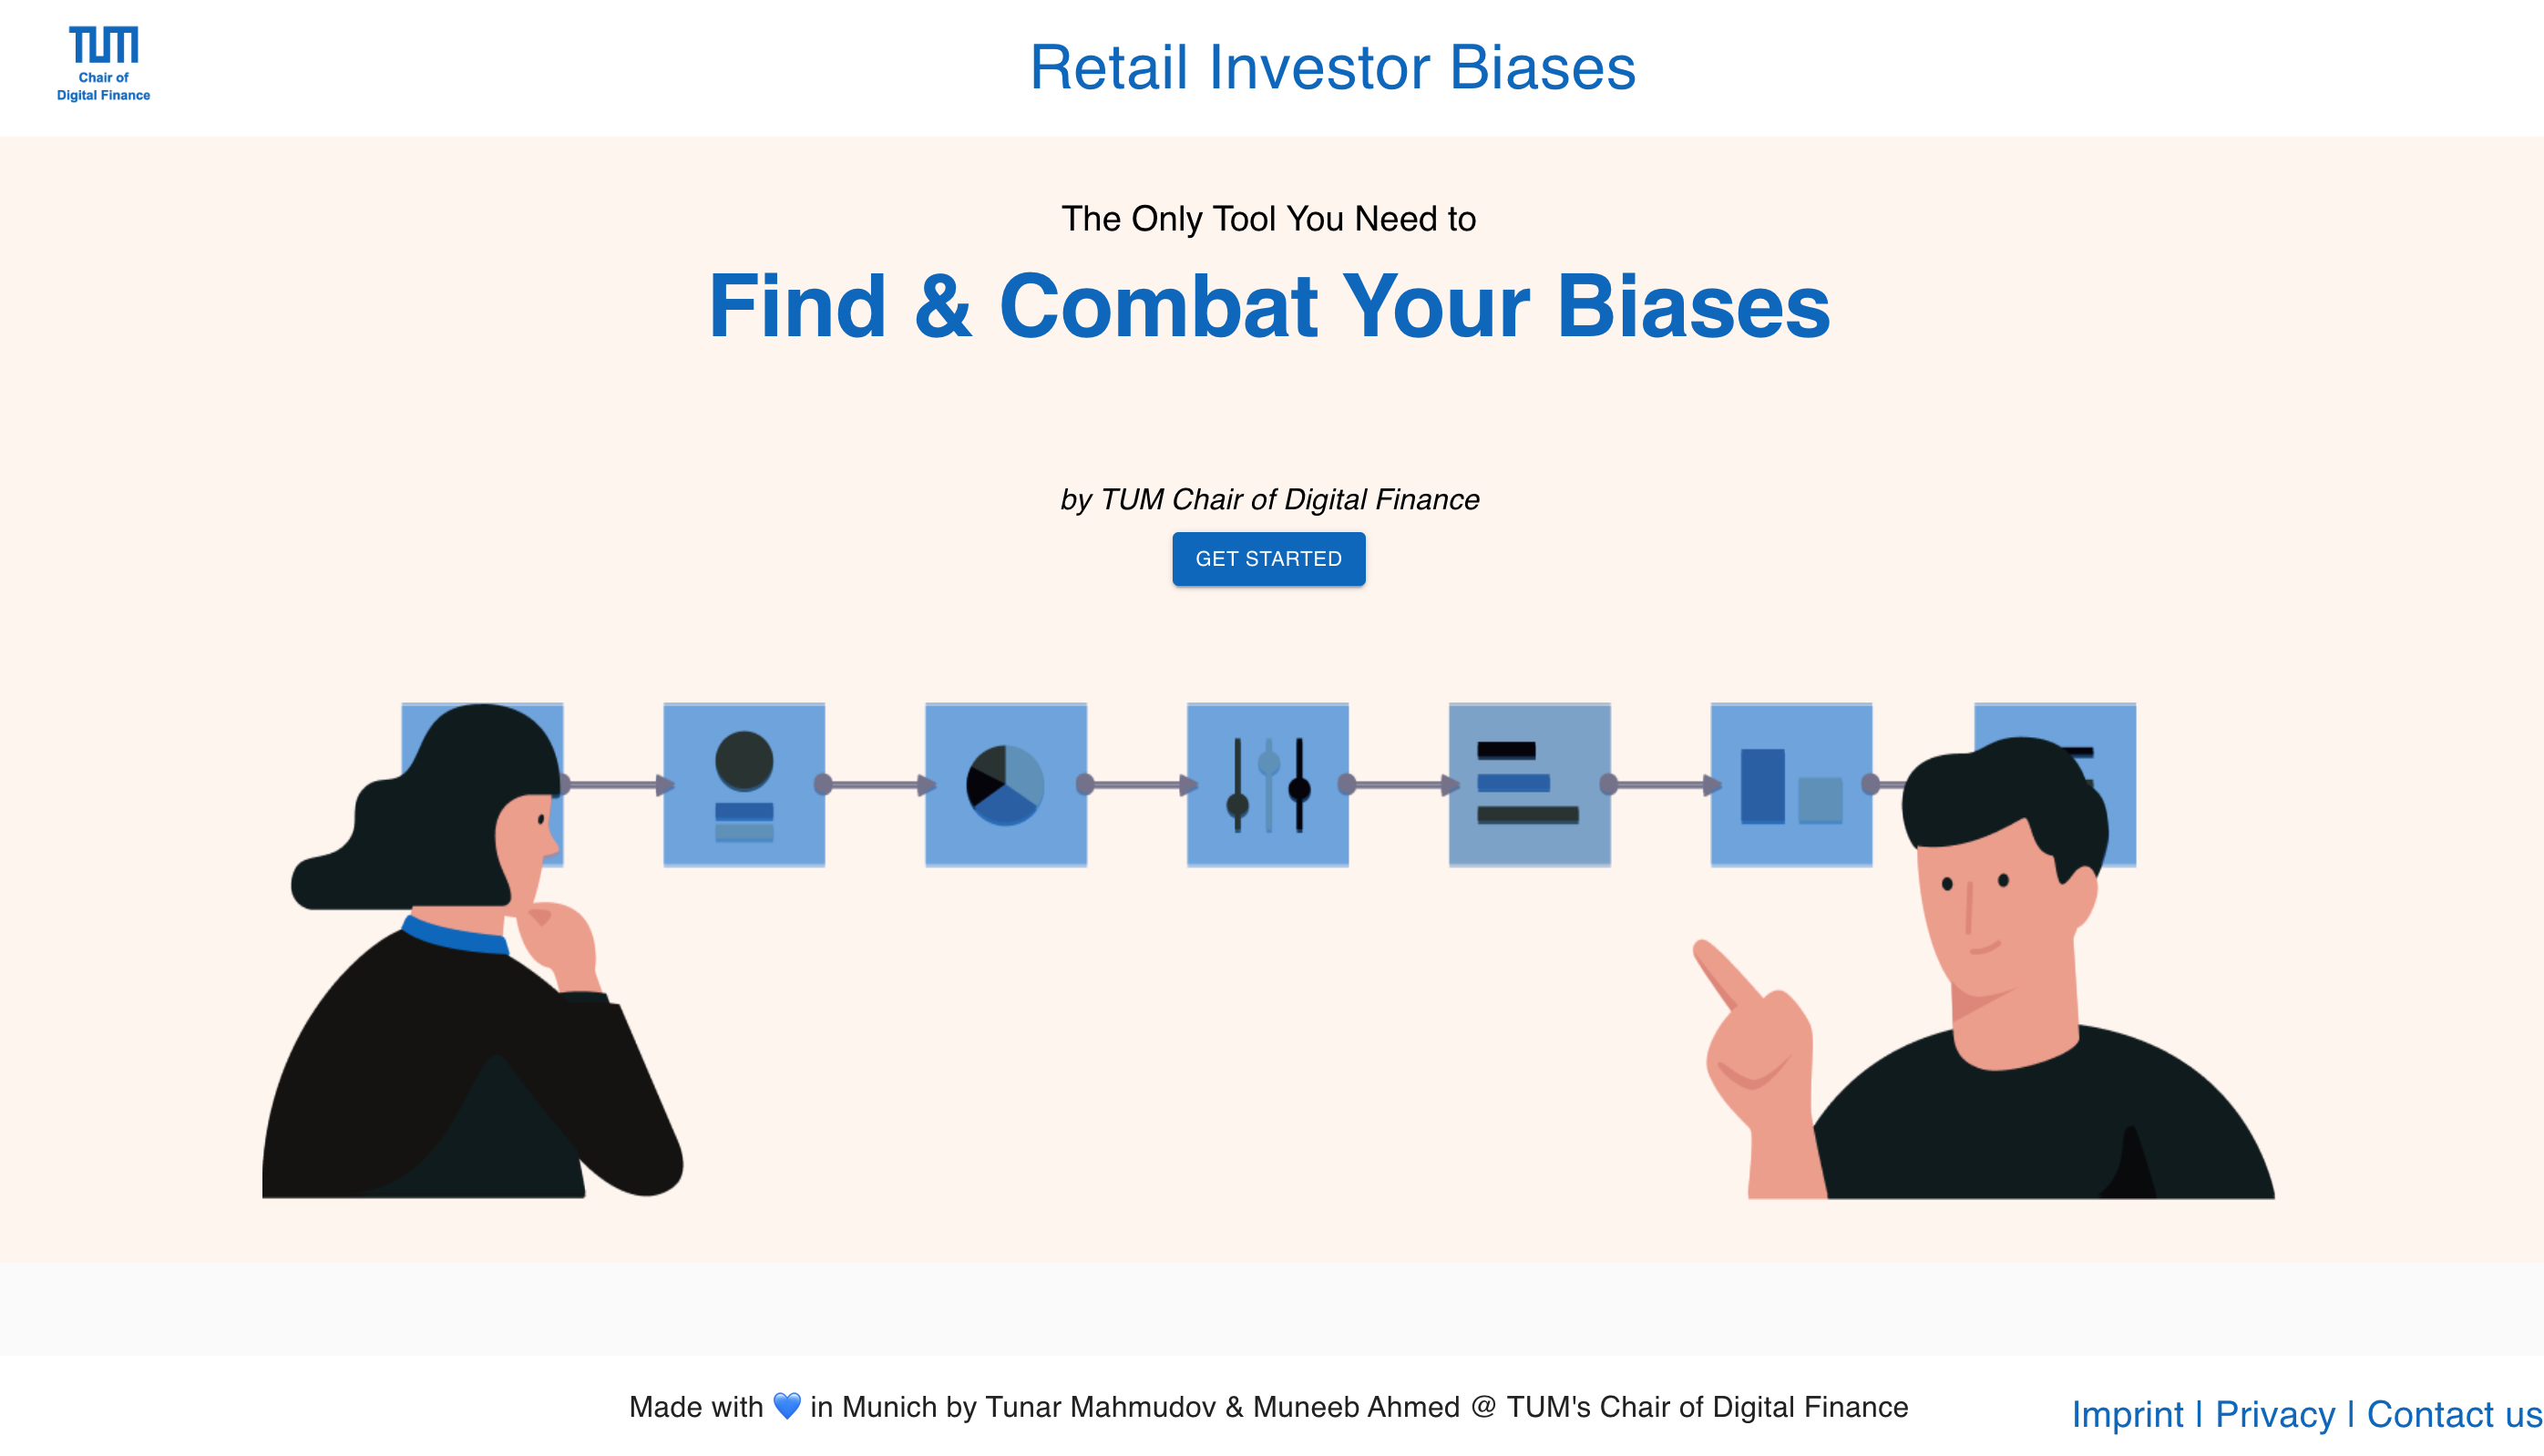 TUM
Chair of
Digital Finance
Retail Investor Biases
The Only Tool You Need to
Find & Combat Your Biases
by TUM Chair of Digital Finance
GET STARTED
Made with 💙 in Munich by Tunar Mahmudov & Muneeb Ahmed @ TUM's Chair of Digital Finance
Imprint | Privacy | Contact us